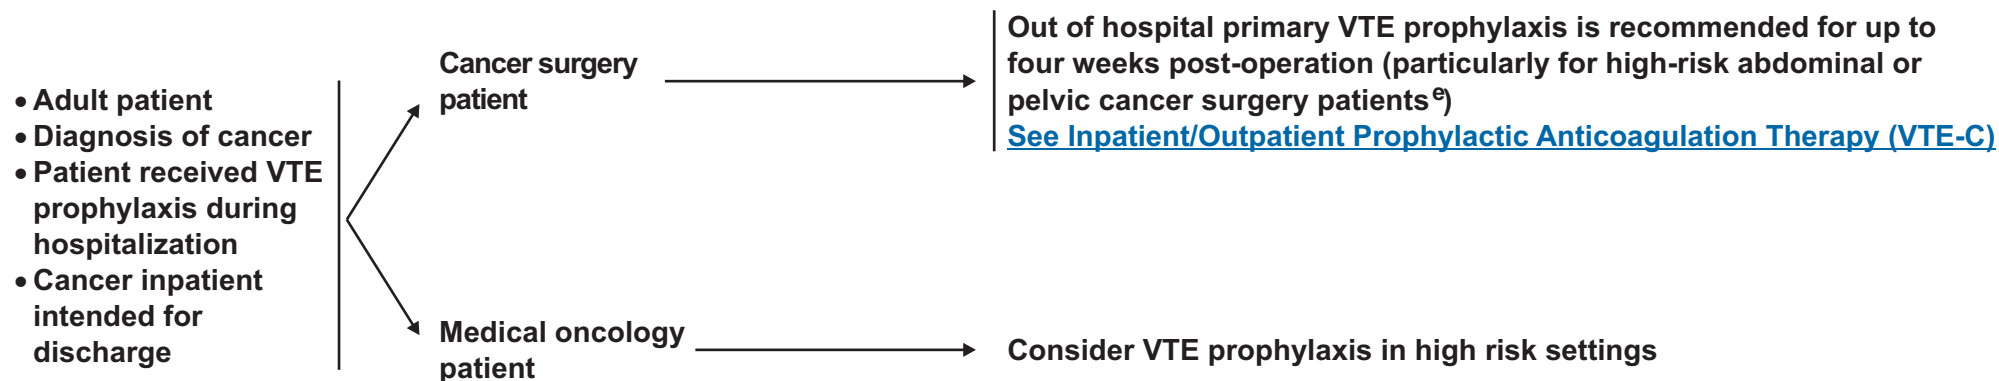 • Adult patient
• Diagnosis of cancer
• Patient received VTE
prophylaxis during
hospitalization
• Cancer inpatient
intended for
discharge
Cancer surgery
patient
Out of hospital primary VTE prophylaxis is recommended for up to
four weeks post-operation (particularly for high-risk abdominal or
pelvic cancer surgery patientsᵉ)
See Inpatient/Outpatient Prophylactic Anticoagulation Therapy (VTE-C)
Medical oncology
patient
Consider VTE prophylaxis in high risk settings